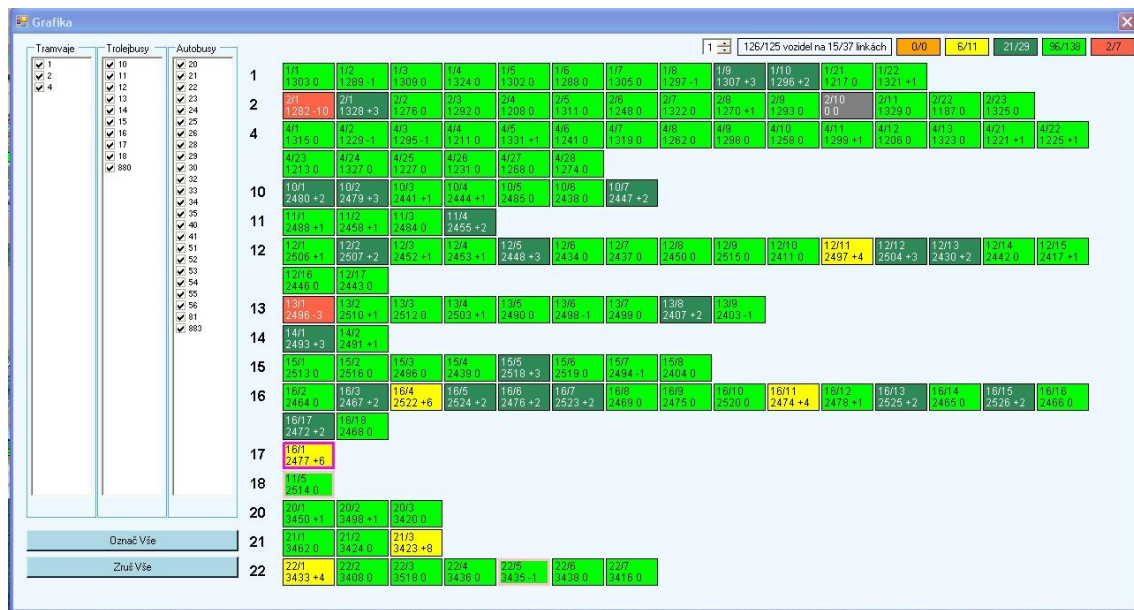 Grafika
Tramvaje Trolejbusy Autobusy
1 126/125 vozidel na 15/37 linkách 0/0 6/11 21/29 96/138 2/7
1 10 20
2 11 21
4 12 22
13 23
14 24
15 25
16 26
17 28
18 29
880 30
32
33
34
35
40
41
51
52
53
54
55
56
81
883
Označ Vše
Zruš Vše
1 1/1 1/2 1/3 1/4 1/5 1/6 1/7 1/8 1/9 1/10 1/21 1/22
1303 0 1289 -1 1309 0 1324 0 1302 0 1288 0 1305 0 1297 -1 1307 +3 1296 +2 1217 0 1321 +1
2 2/1 2/1 2/2 2/3 2/4 2/5 2/6 2/7 2/8 2/9 2/10 2/11 2/22 2/23
1282 -10 1328 +3 1276 0 1292 0 1208 0 1311 0 1248 0 1322 0 1270 +1 1293 0 0 0 1329 0 1187 0 1325 0
4 4/1 4/2 4/3 4/4 4/5 4/6 4/7 4/8 4/9 4/10 4/11 4/12 4/13 4/21 4/22
1315 0 1229 -1 1295 -1 1211 0 1331 +1 1241 0 1319 0 1262 0 1298 0 1258 0 1299 +1 1206 0 1323 0 1221 +1 1225 +1
4/23 4/24 4/25 4/26 4/27 4/28
1213 0 1327 0 1227 0 1231 0 1268 0 1274 0
10 10/1 10/2 10/3 10/4 10/5 10/6 10/7
2480 +2 2479 +3 2441 +1 2444 +1 2485 0 2438 0 2447 +2
11 11/1 11/2 11/3 11/4
2488 +1 2458 +1 2484 0 2455 +2
12 12/1 12/2 12/3 12/4 12/5 12/6 12/7 12/8 12/9 12/10 12/11 12/12 12/13 12/14 12/15
2506 +1 2507 +2 2452 +1 2453 +1 2448 +3 2434 0 2437 0 2450 0 2515 0 2411 0 2497 +4 2504 +3 2430 +2 2442 0 2417 +1
12/16 12/17
2446 0 2443 0
13 13/1 13/2 13/3 13/4 13/5 13/6 13/7 13/8 13/9
2496 -3 2510 +1 2512 0 2503 +1 2490 0 2498 -1 2499 0 2407 +2 2403 -1
14 14/1 14/2
2493 +3 2491 +1
15 15/1 15/2 15/3 15/4 15/5 15/6 15/7 15/8
2513 0 2516 0 2486 0 2439 0 2518 +3 2519 0 2494 -1 2404 0
16 16/2 16/3 16/4 16/5 16/6 16/7 16/8 16/9 16/10 16/11 16/12 16/13 16/14 16/15 16/16
2464 0 2467 +2 2522 +6 2524 +2 2476 +2 2523 +2 2469 0 2475 0 2520 0 2474 +4 2478 +1 2525 +2 2465 0 2526 +2 2466 0
16/17 16/18
2472 +2 2468 0
17 16/1
2477 +6
18 11/5
2514 0
20 20/1 20/2 20/3
3450 +1 3498 +1 3420 0
21 21/1 21/2 21/3
3462 0 3424 0 3423 +8
22 22/1 22/2 22/3 22/4 22/5 22/6 22/7
3433 +4 3408 0 3518 0 3436 0 3435 -1 3438 0 3416 0